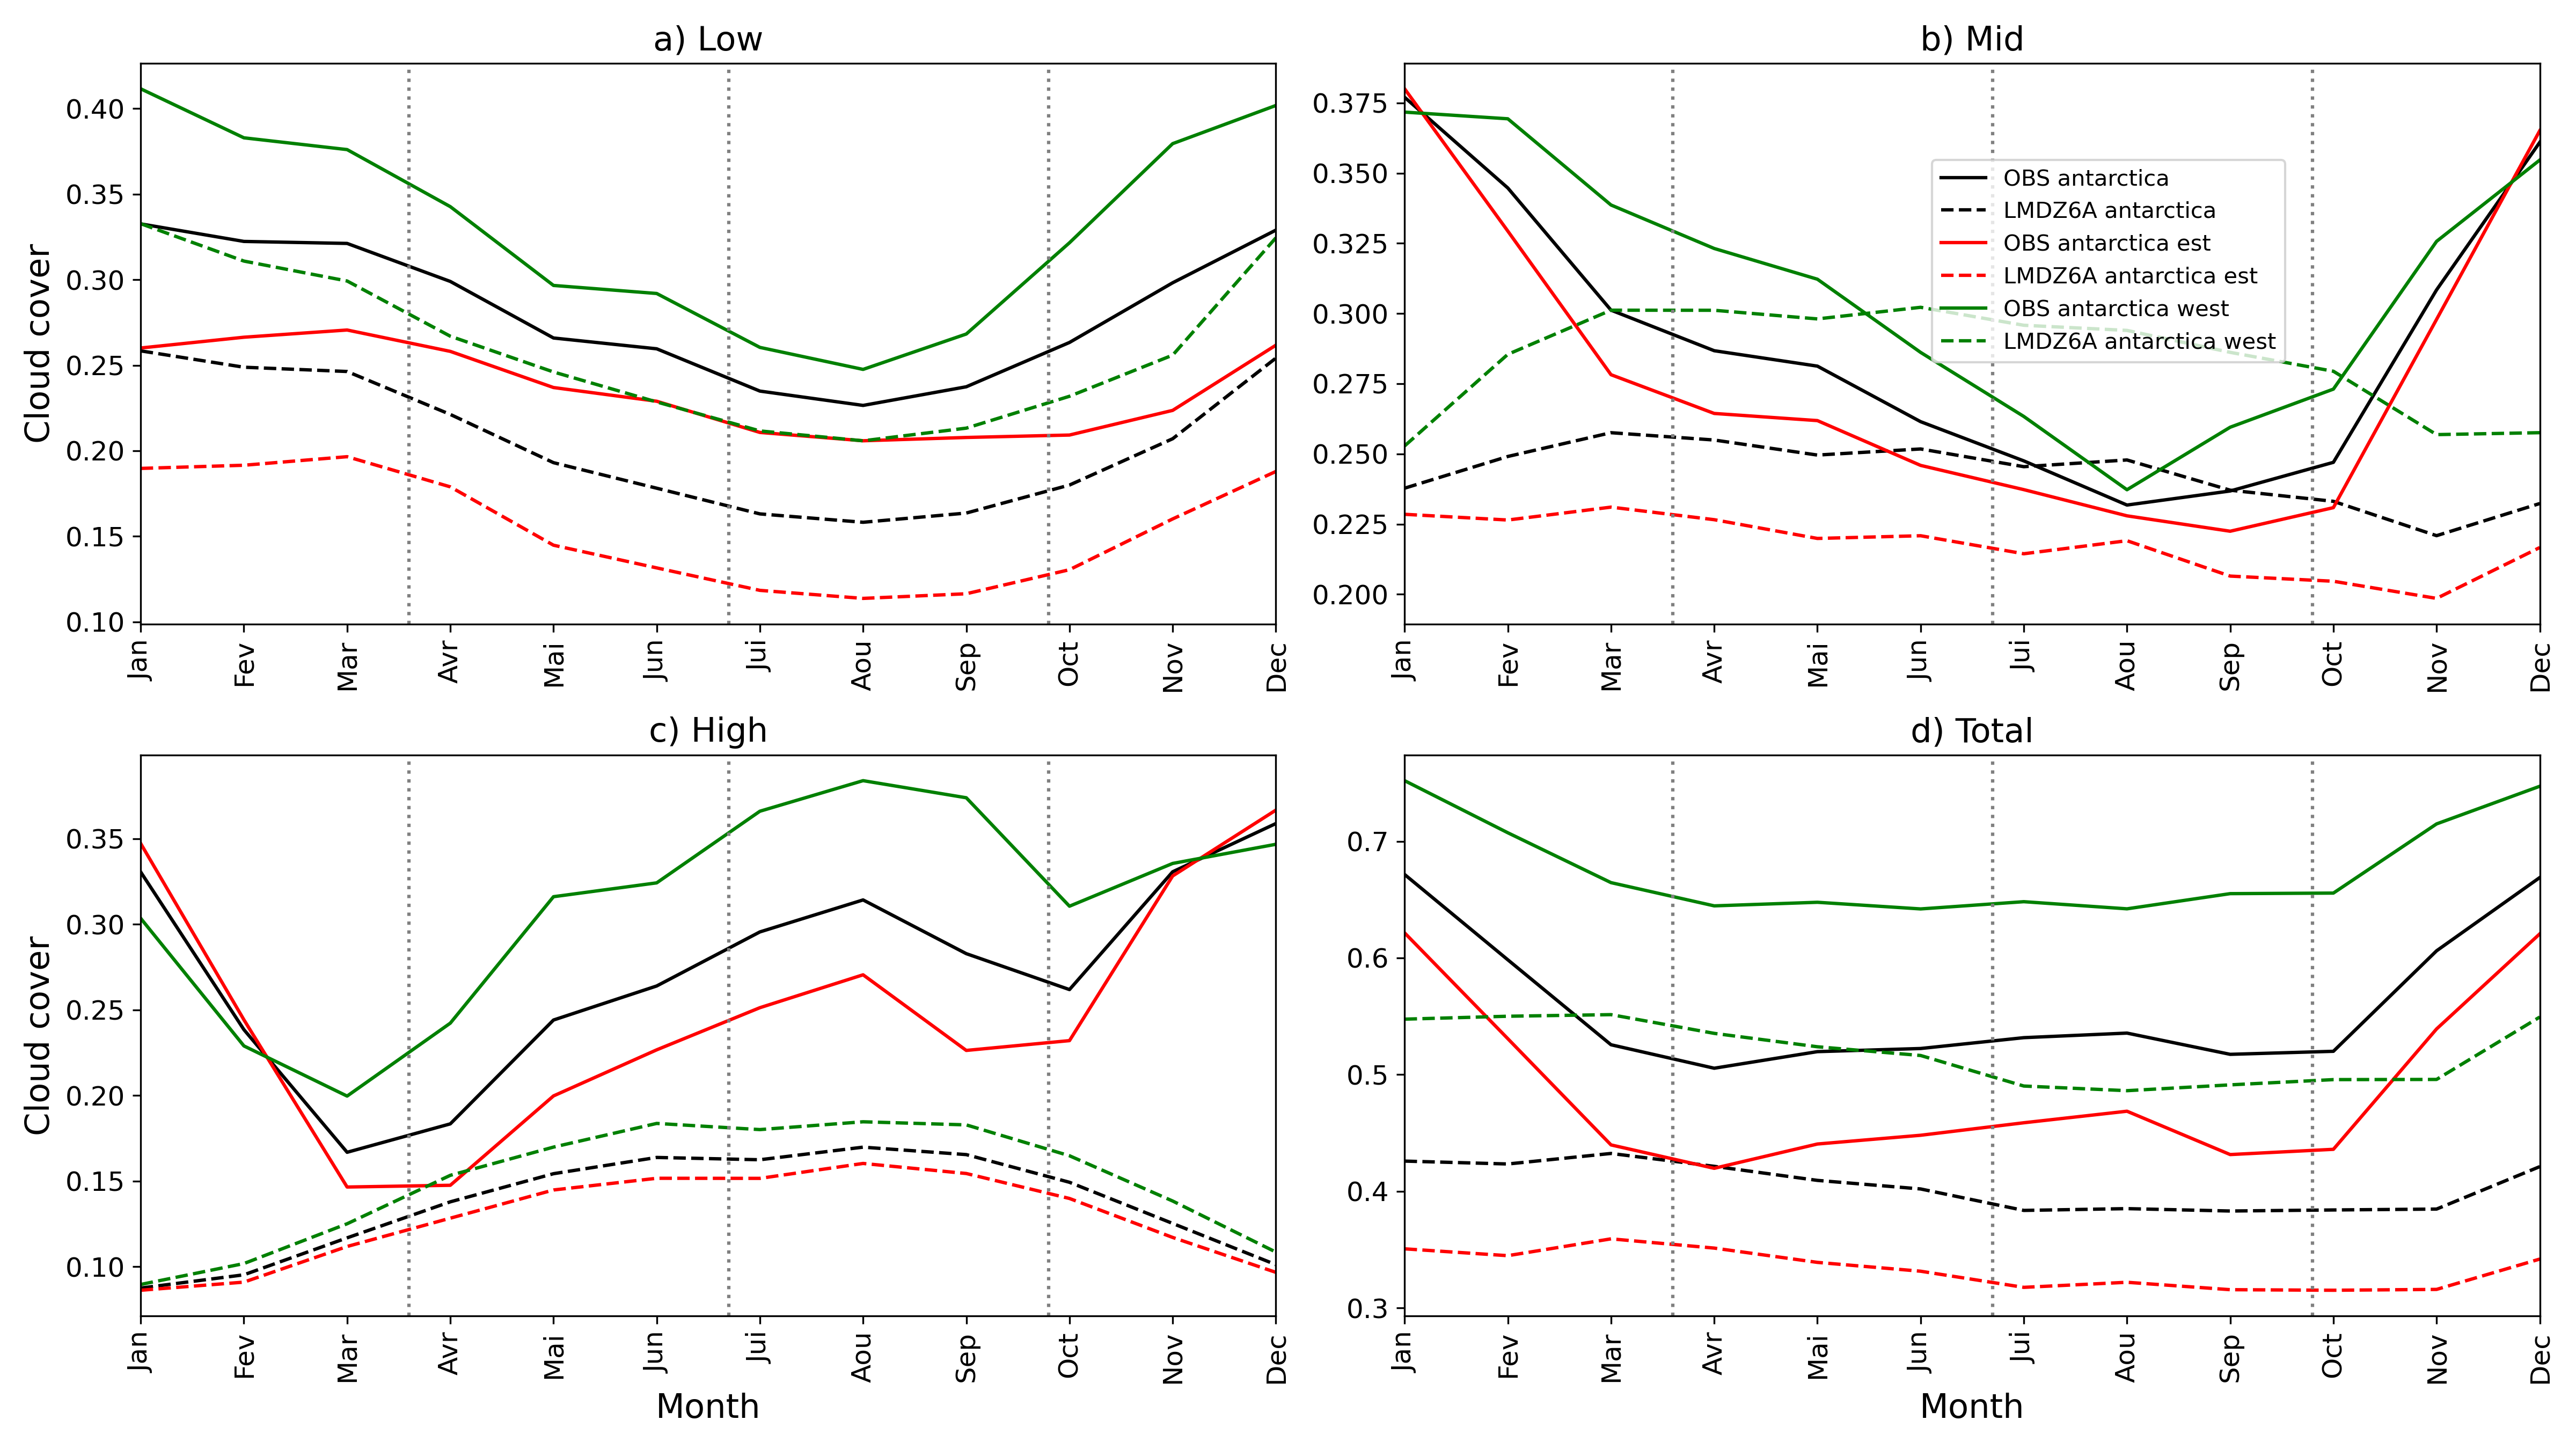 a) Low
Cloud cover
0.40
0.35
0.30
0.25
0.20
0.15
0.10
Jan Fev Mar Avr Mai Jun Jui Aou Sep Oct Nov Dec
b) Mid
0.375
0.350
0.325
0.300
0.275
0.250
0.225
0.200
OBS antarctica
LMDZ6A antarctica
OBS antarctica est
LMDZ6A antarctica est
OBS antarctica west
LMDZ6A antarctica west
Jan Fev Mar Avr Mai Jun Jui Aou Sep Oct Nov Dec
c) High
Cloud cover
0.35
0.30
0.25
0.20
0.15
0.10
Jan Fev Mar Avr Mai Jun Jui Aou Sep Oct Nov Dec
Month
d) Total
0.7
0.6
0.5
0.4
0.3
Jan Fev Mar Avr Mai Jun Jui Aou Sep Oct Nov Dec
Month